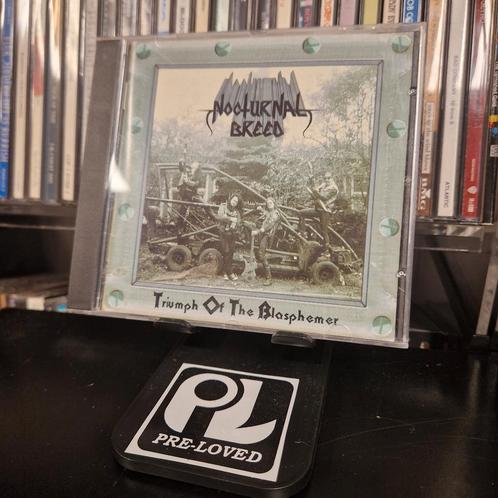 NOCTURNAL
BREED
Triumph Of The Blasphemer
PL
PRE-LOVED